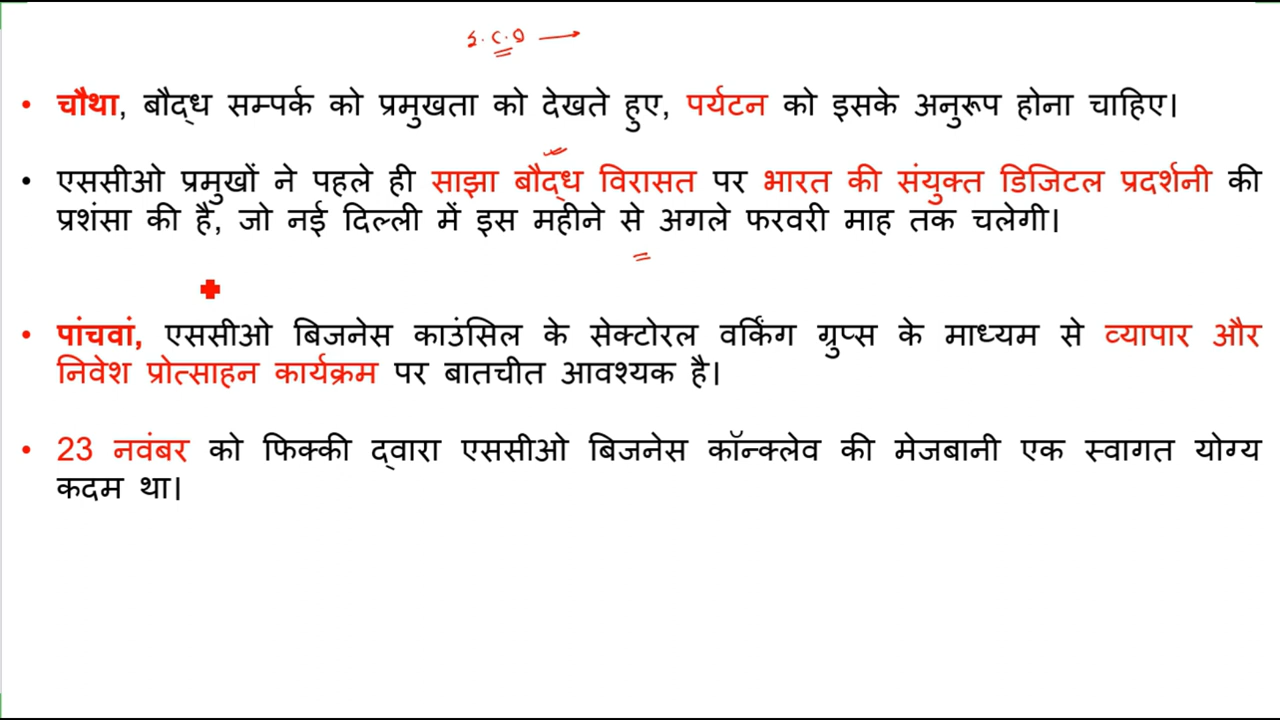 S.C.O →
• चौथा, बौद्ध सम्पर्क को प्रमुखता को देखते हुए, पर्यटन को इसके अनुरूप होना चाहिए।
• एससीओ प्रमुखों ने पहले ही साझा बौद्ध विरासत पर भारत की संयुक्त डिजिटल प्रदर्शनी की
प्रशंसा की है, जो नई दिल्ली में इस महीने से अगले फरवरी माह तक चलेगी।
• पांचवां, एससीओ बिजनेस काउंसिल के सेक्टोरल वर्किंग ग्रुप्स के माध्यम से व्यापार और
निवेश प्रोत्साहन कार्यक्रम पर बातचीत आवश्यक है।
• 23 नवंबर को फिक्की द्वारा एससीओ बिजनेस कॉन्क्लेव की मेजबानी एक स्वागत योग्य
कदम था।